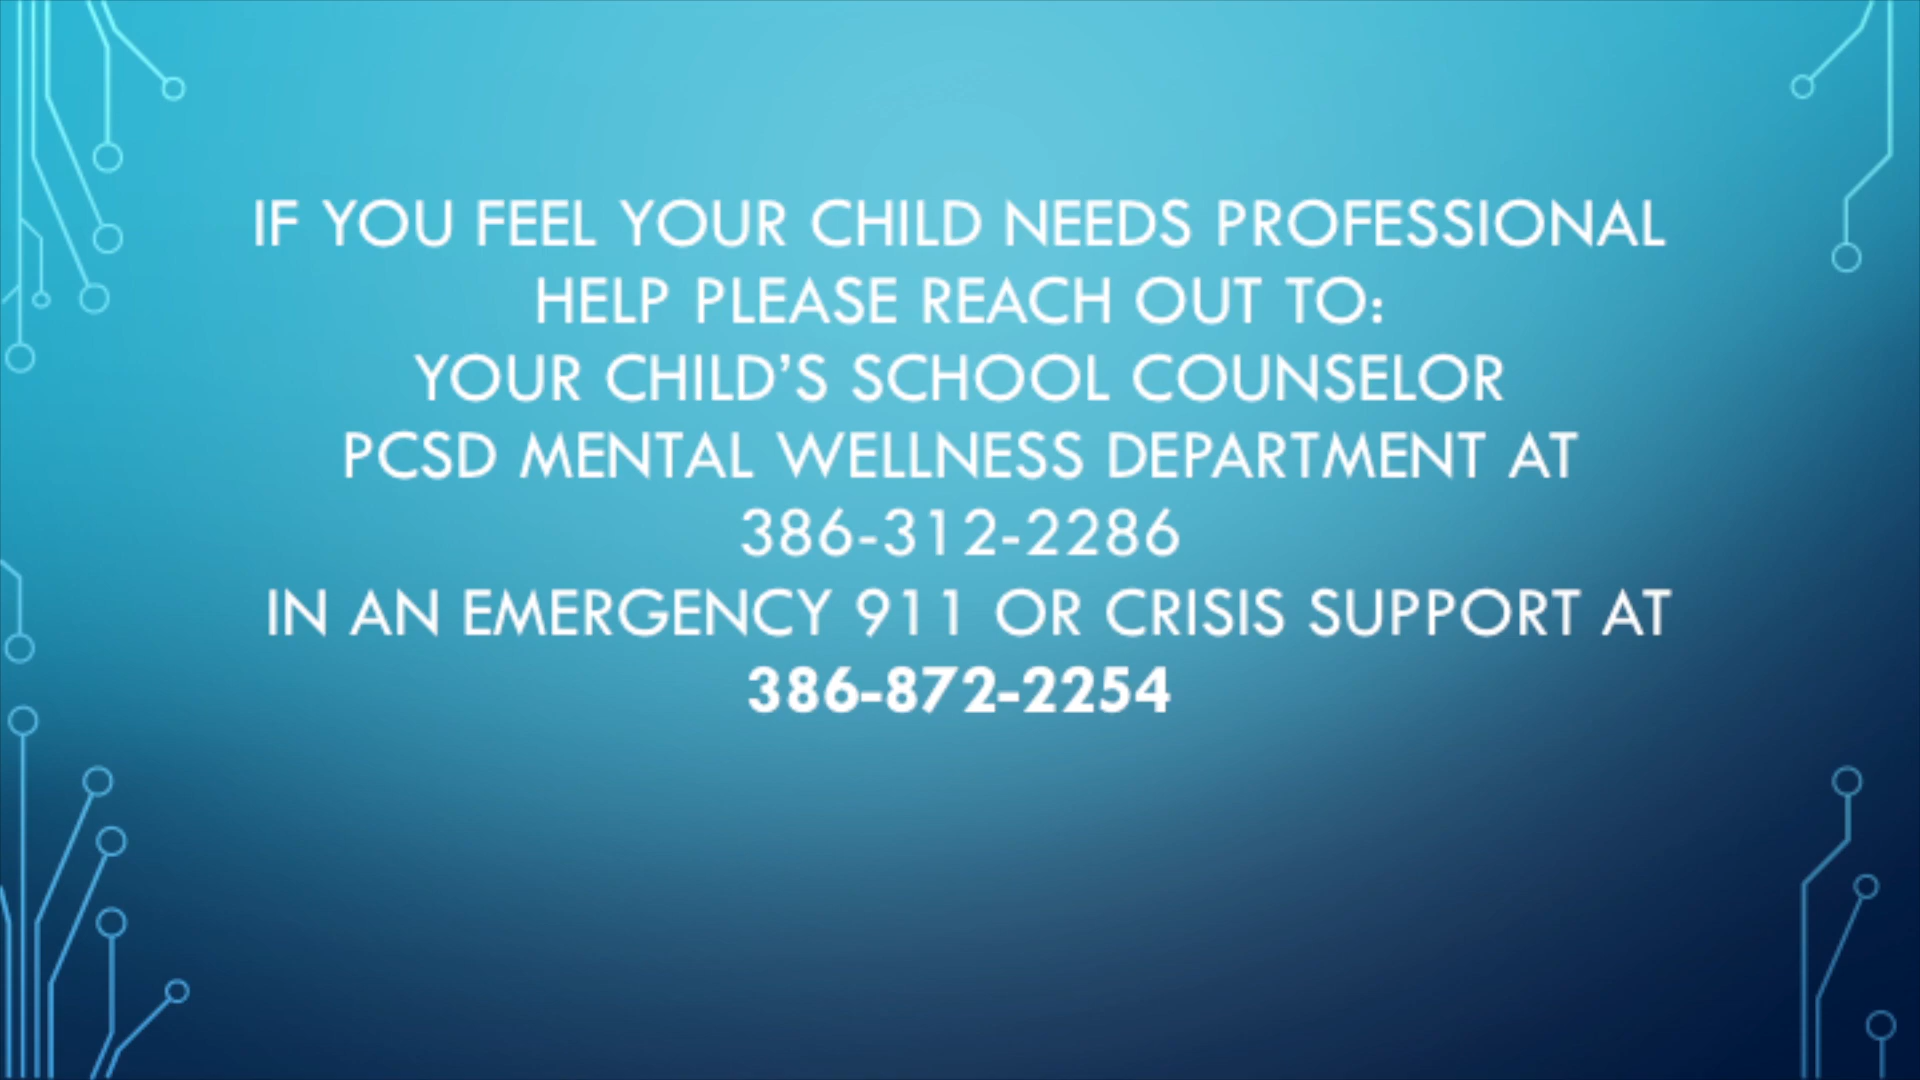 IF YOU FEEL YOUR CHILD NEEDS PROFESSIONAL
HELP PLEASE REACH OUT TO:
YOUR CHILD’S SCHOOL COUNSELOR
PCSD MENTAL WELLNESS DEPARTMENT AT
386-312-2286
IN AN EMERGENCY 911 OR CRISIS SUPPORT AT
386-872-2254